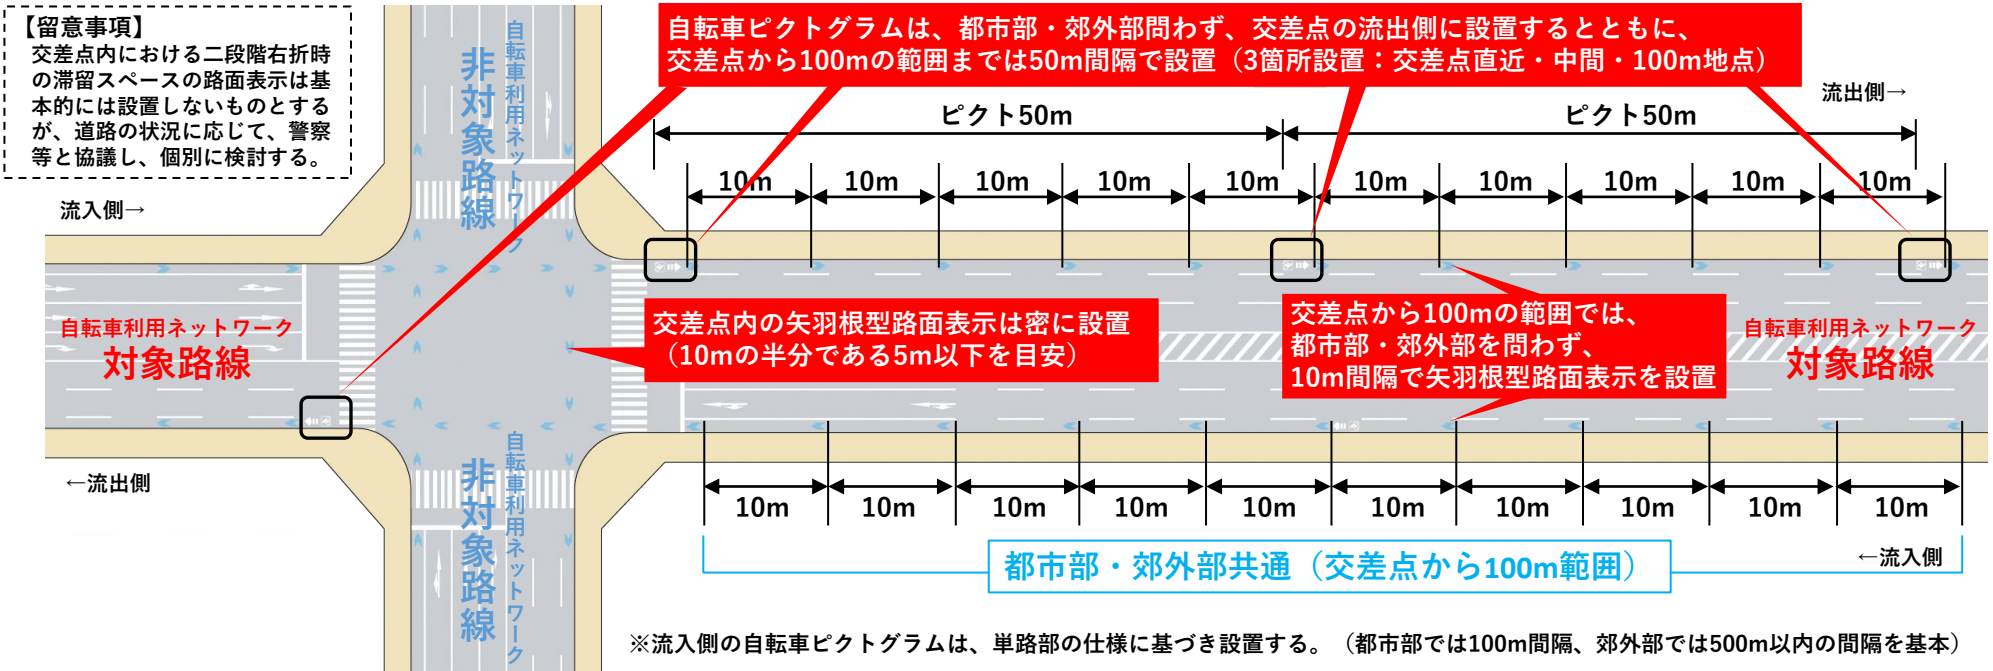 【留意事項】
交差点内における二段階右折時
の滞留スペースの路面表示は基
本的には設置しないものとする
が、道路の状況に応じて、警察
等と協議し、個別に検討する。
自転車ピクトグラムは、都市部・郊外部問わず、交差点の流出側に設置するとともに、
交差点から100mの範囲までは50m間隔で設置（3箇所設置：交差点直近・中間・100m地点）
流入側→
流出側→
自転車利用ネットワーク
非対象路線
ピクト50m
ピクト50m
10m
10m
10m
10m
10m
10m
10m
10m
10m
10m
自転車利用ネットワーク
対象路線
交差点内の矢羽根型路面表示は密に設置
（10mの半分である5m以下を目安）
交差点から100mの範囲では、
都市部・郊外部を問わず、
10m間隔で矢羽根型路面表示を設置
自転車利用ネットワーク
対象路線
←流出側
自転車利用ネットワーク
非対象路線
10m
10m
10m
10m
10m
10m
10m
10m
10m
10m
都市部・郊外部共通（交差点から100m範囲）
←流入側
※流入側の自転車ピクトグラムは、単路部の仕様に基づき設置する。（都市部では100m間隔、郊外部では500m以内の間隔を基本）